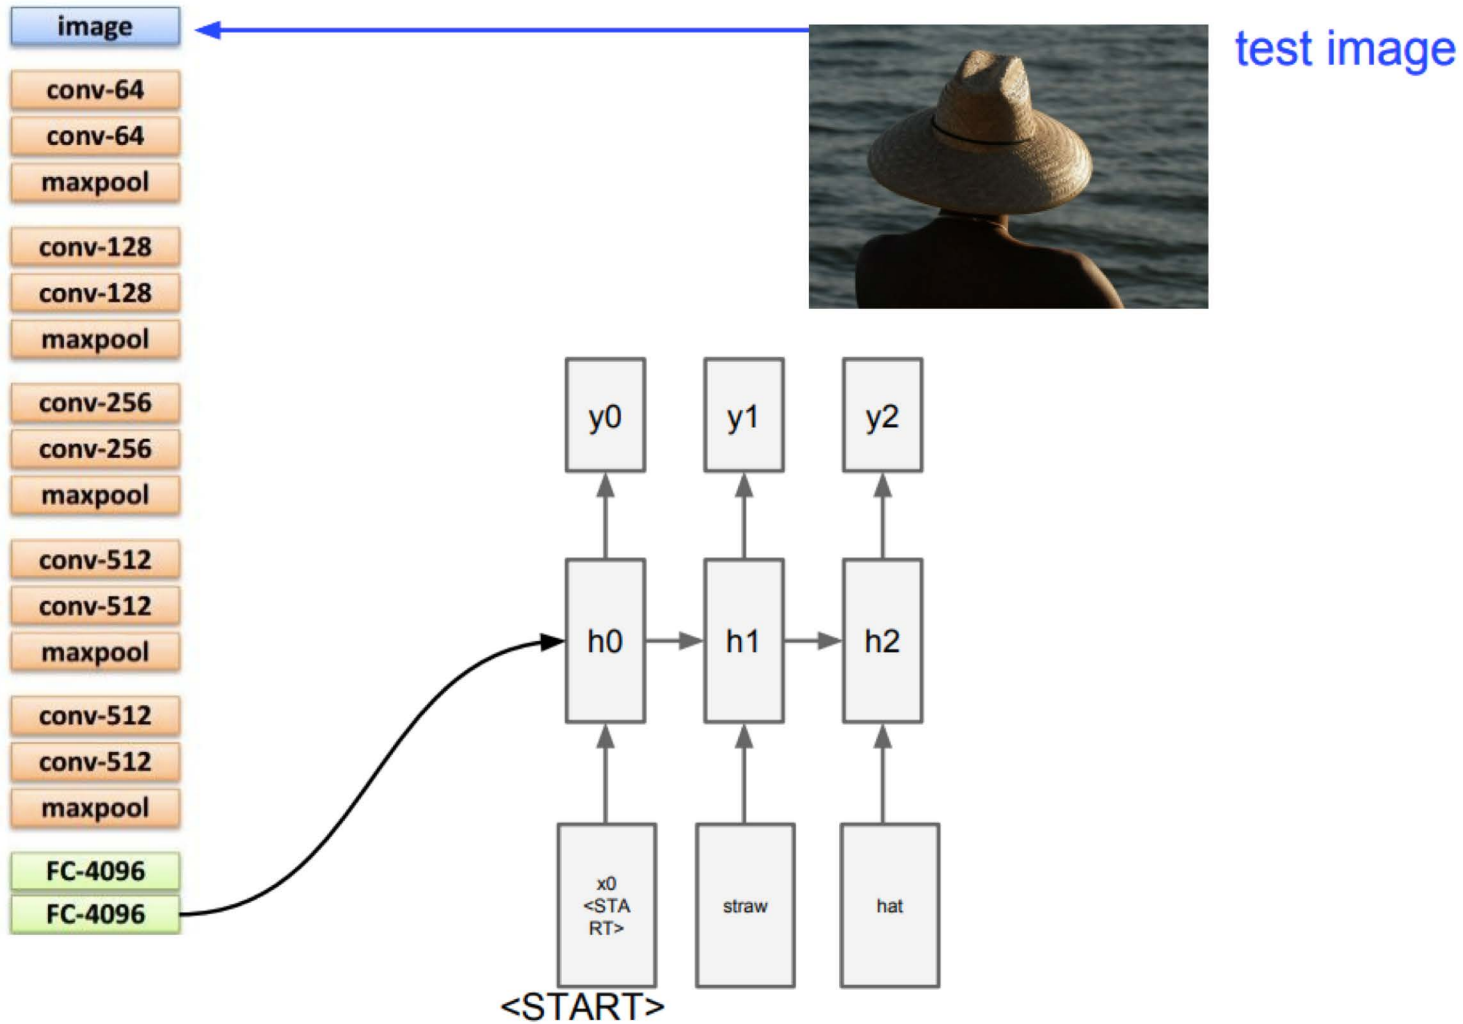 image
test image
conv-64
conv-64
maxpool
conv-128
conv-128
maxpool
conv-256
conv-256
maxpool
conv-512
conv-512
maxpool
conv-512
conv-512
maxpool
FC-4096
FC-4096
y0
y1
y2
h0
h1
h2
x0
<STA
RT>
straw
hat
<START>